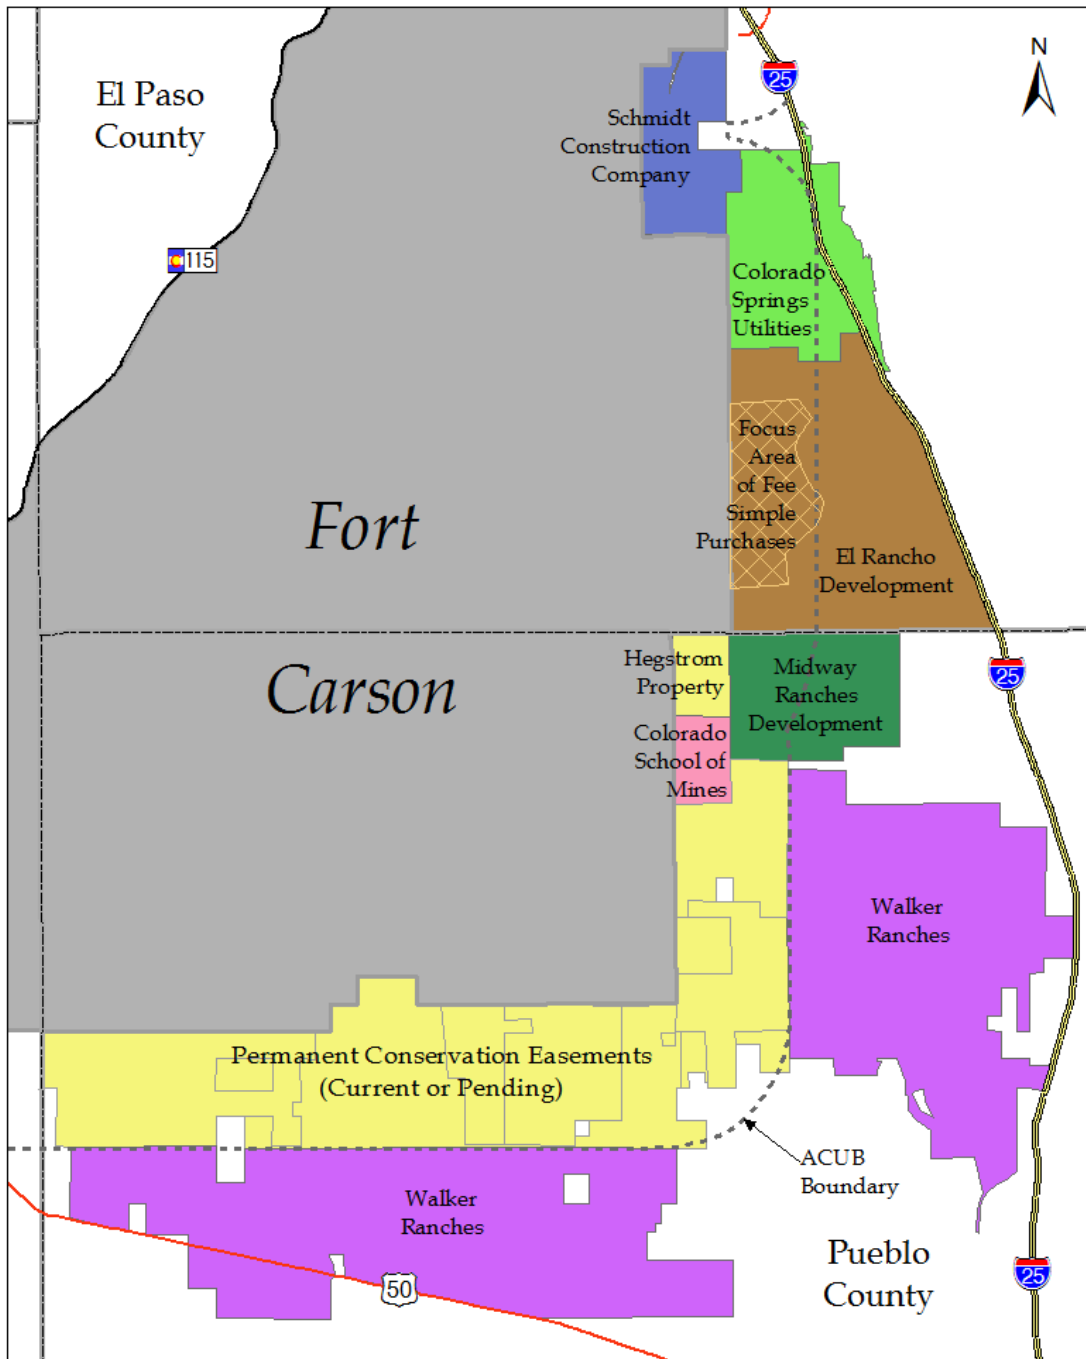 N
25
El Paso
County
Schmidt
Construction
Company
115
Colorado
Springs
Utilities
Focus
Area
of Fee
Simple
Purchases
Fort
El Rancho
Development
Carson
Hegstrom
Property
Midway
Ranches
Development
25
Colorado
School of
Mines
Walker
Ranches
Permanent Conservation Easements
(Current or Pending)
ACUB
Boundary
Walker
Ranches
Pueblo
County
50
25